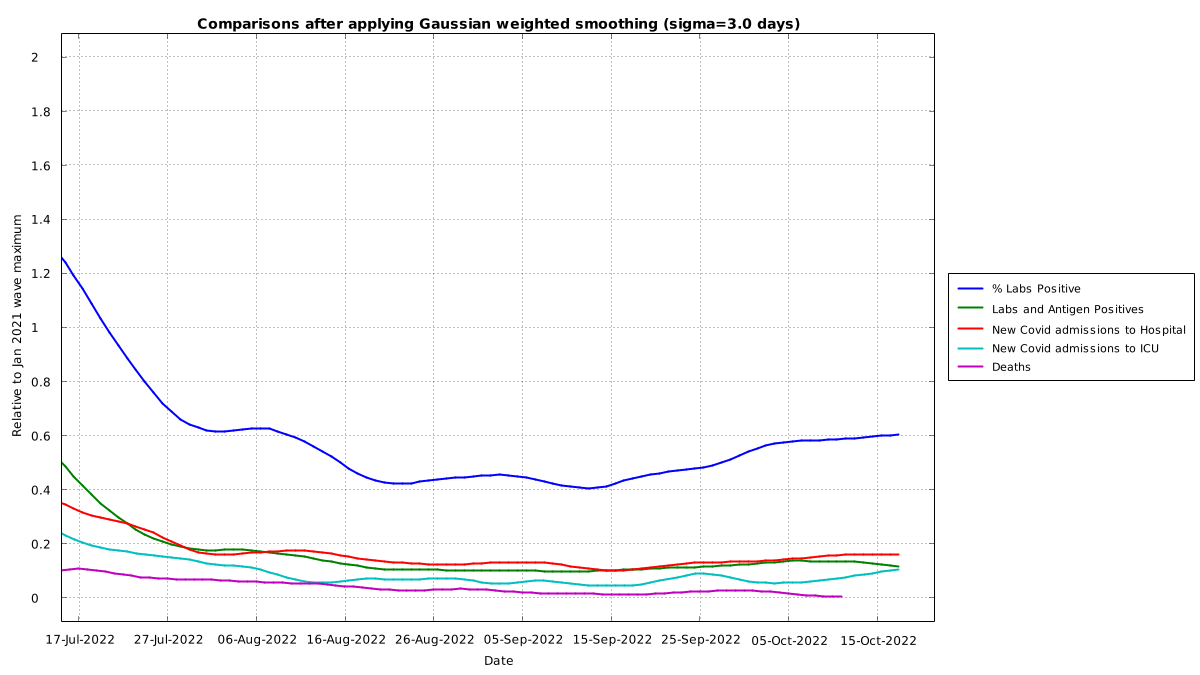 Comparisons after applying Gaussian weighted smoothing (sigma=3.0 days)
Relative to Jan 2021 wave maximum
2
1.8
1.6
1.4
1.2
1
0.8
0.6
0.4
0.2
0
17-Jul-2022 27-Jul-2022 06-Aug-2022 16-Aug-2022 26-Aug-2022 05-Sep-2022 15-Sep-2022 25-Sep-2022 05-Oct-2022 15-Oct-2022
Date
% Labs Positive
Labs and Antigen Positives
New Covid admissions to Hospital
New Covid admissions to ICU
Deaths